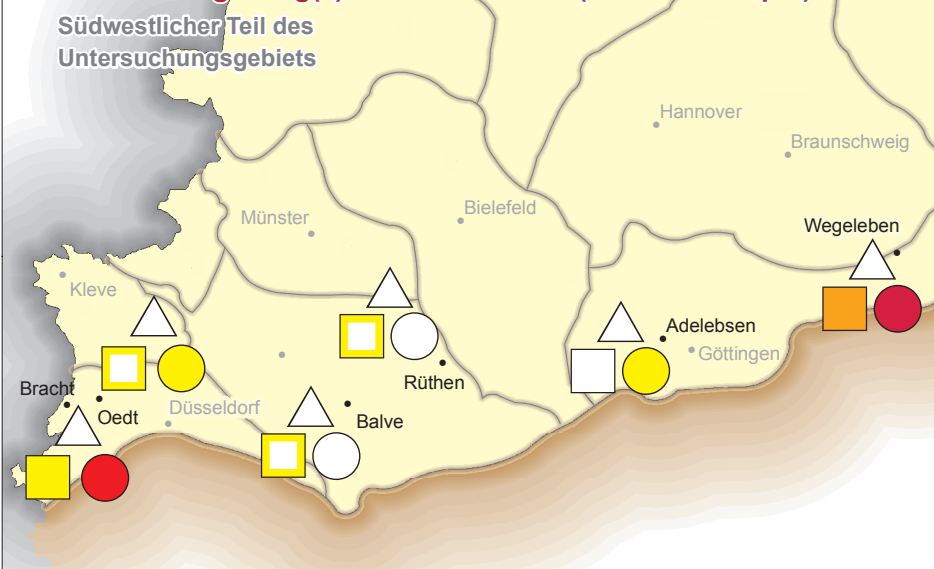 Südwestlicher Teil des
Untersuchungsgebiets
Hannover
Braunschweig
Bielefeld
Münster
Wegeleben
Kleve
Adelebsen
Göttingen
Rüthen
Bracht
Oedt
Düsseldorf
Balve